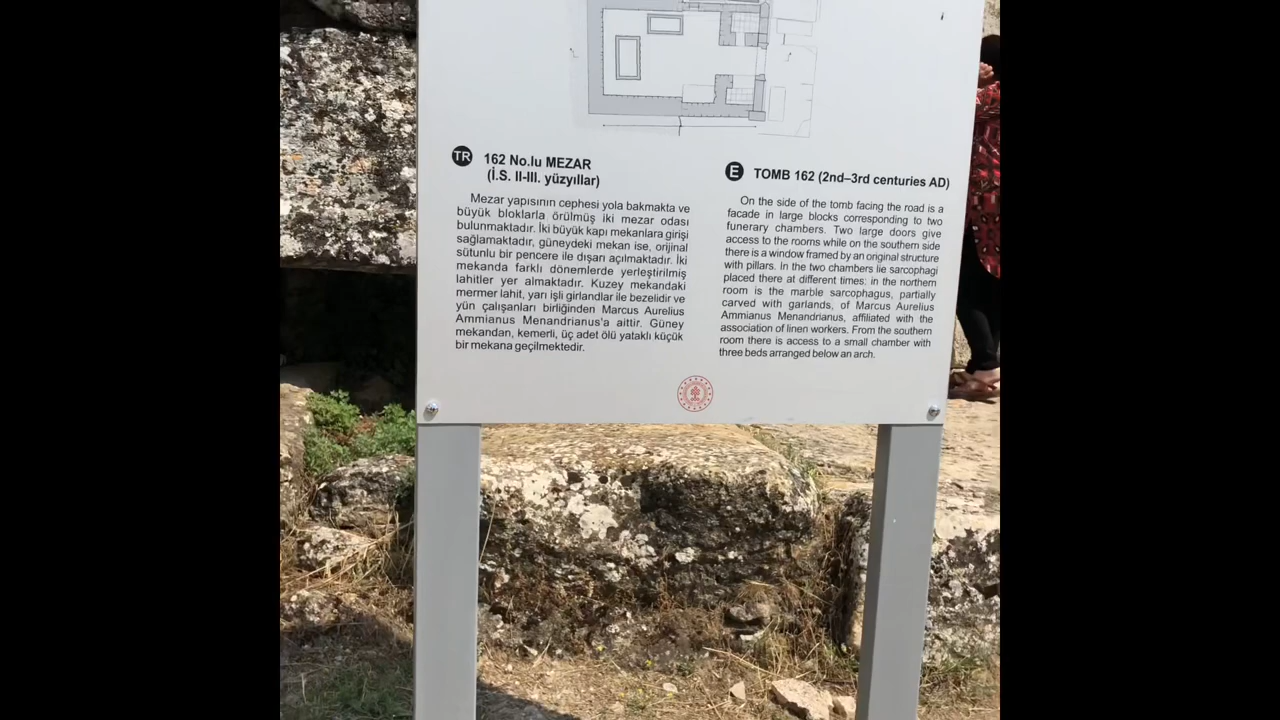 TR
162 No.lu MEZAR
(İ.S. II-III. yüzyıllar)
Mezar yapısının cephesi yola bakmakta ve
büyük bloklarla örülmüş iki mezar odası
bulunmaktadır. İki büyük kapı mekanlara girişi
sağlamaktadır, güneydeki mekan ise, orijinal
sütunlu bir pencere ile dışarı açılmaktadır. İki
mekanda farklı dönemlerde yerleştirilmiş
lahitler yer almaktadır. Kuzey mekandaki
mermer lahit, yarı işli girlandlar ile bezelidir ve
yün çalışanları birliğinden Marcus Aurelius
Ammianus Menandrianus'a aittir. Güney
mekandan, kemerli, üç adet ölü yataklı küçük
bir mekana geçilmektedir.
E
TOMB 162 (2nd–3rd centuries AD)
On the side of the tomb facing the road is a
facade in large blocks corresponding to two
funerary chambers. Two large doors give
access to the rooms while on the southern side
there is a window framed by an original structure
with pillars. In the two chambers lie sarcophagi
placed there at different times: in the northern
room is the marble sarcophagus, partially
carved with garlands, of Marcus Aurelius
Ammianus Menandrianus, affiliated with the
association of linen workers. From the southern
room there is access to a small chamber with
three beds arranged below an arch.